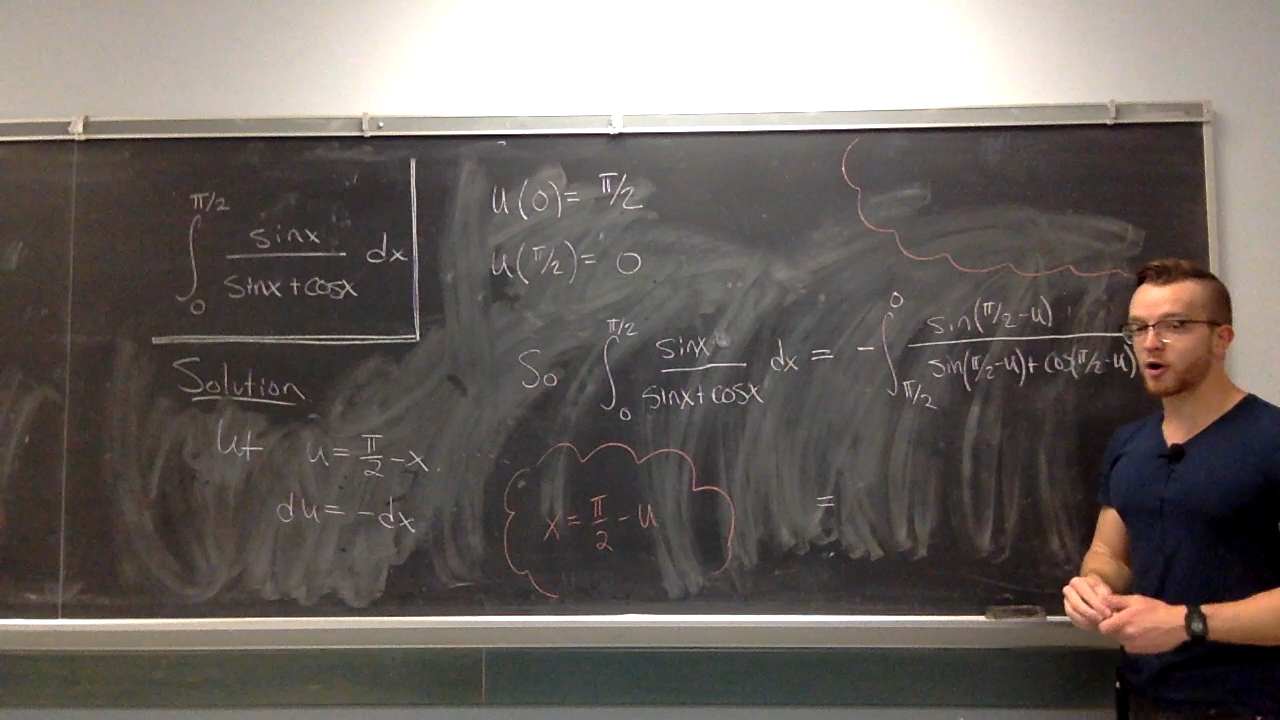 ∫₀^{π/2} sinx / (sinx + cosx) dx
Solution
Let u = π/2 - x
du = -dx
u(0) = π/2
u(π/2) = 0
So ∫₀^{π/2} sinx / (sinx + cosx) dx = -∫_{π/2}^{0} sin(π/2 - u) / (sin(π/2 - u) + cos(π/2 - u)
x = π/2 - u
=